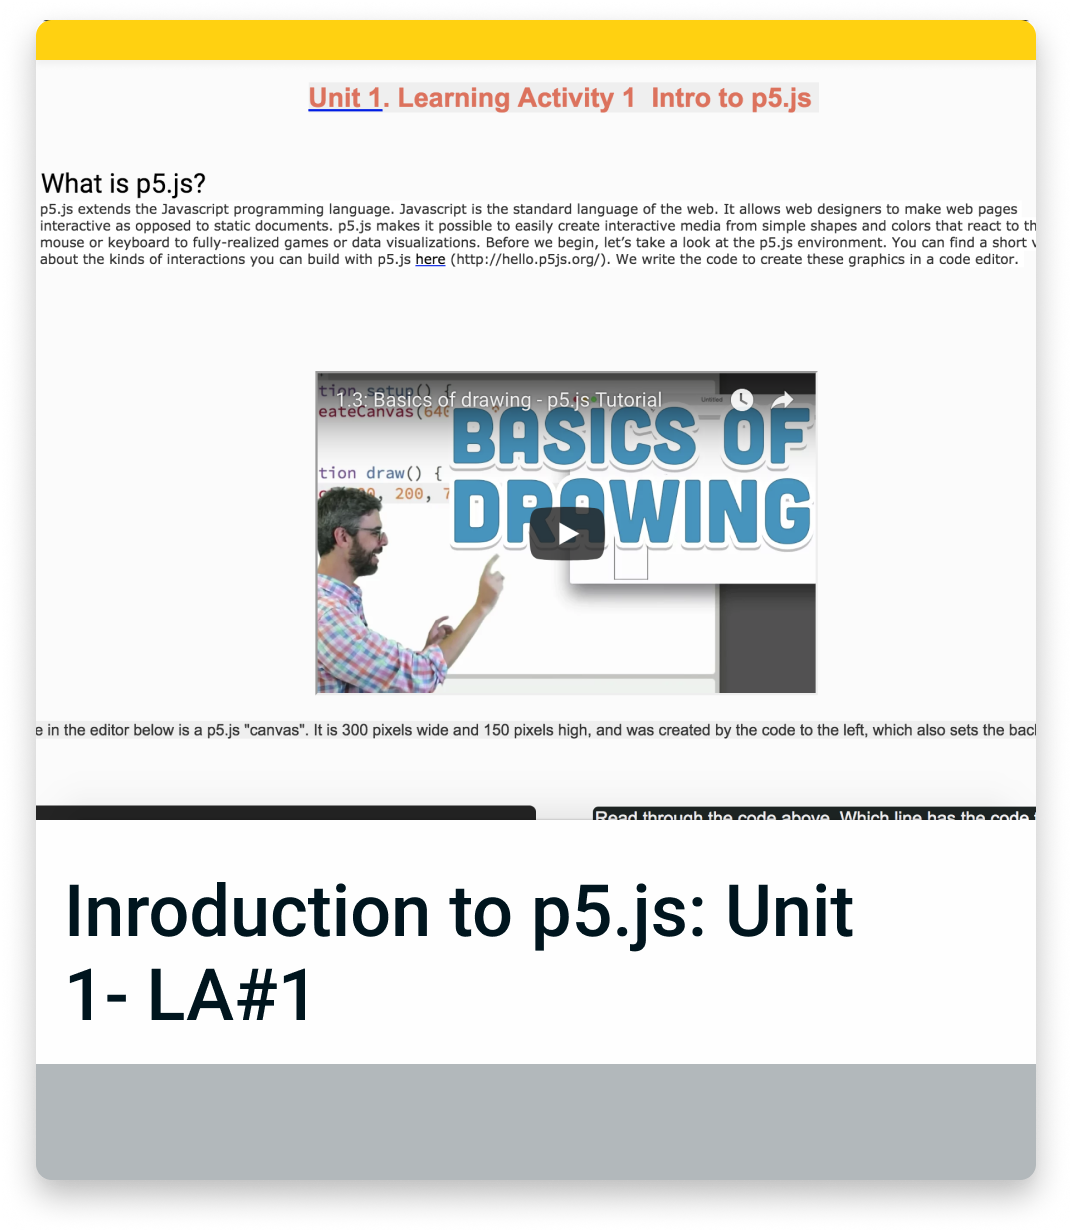 Unit 1. Learning Activity 1 Intro to p5.js
What is p5.js?
p5.js extends the Javascript programming language. Javascript is the standard language of the web. It allows web designers to make web pages
interactive as opposed to static documents. p5.js makes it possible to easily create interactive media from simple shapes and colors that react to th
mouse or keyboard to fully-realized games or data visualizations. Before we begin, let's take a look at the p5.js environment. You can find a short v
about the kinds of interactions you can build with p5.js here (http://hello.p5js.org/). We write the code to create these graphics in a code editor.
tion setup() {
1.3: Basics of drawing - p5.js Tutorial
Untitled
eateCanvas(640
BASICS OF
tion draw() {
200,
DRAWING
e in the editor below is a p5.js "canvas". It is 300 pixels wide and 150 pixels high, and was created by the code to the left, which also sets the bac
Read through the code above. Which line has the code
Inroduction to p5.js: Unit
1- LA#1